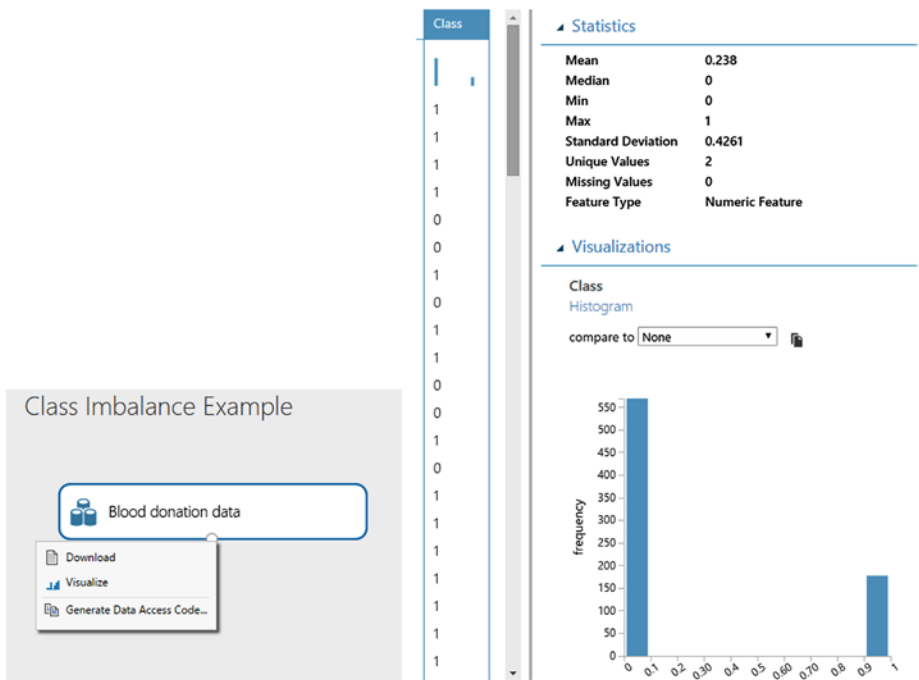 Class Imbalance Example
Blood donation data
Download
Visualize
Generate Data Access Code...
Class
1
1
1
1
0
0
1
0
1
1
0
0
1
0
1
1
1
1
1
1
1
Statistics
Mean 0.238
Median 0
Min 0
Max 1
Standard Deviation 0.4261
Unique Values 2
Missing Values 0
Feature Type Numeric Feature
Visualizations
Class
Histogram
compare to None
frequency
550
500
450
400
350
300
250
200
150
100
50
0
0 0.1 0.2 0.30 0.4 0.5 0.60 0.70 0.8 0.9 1